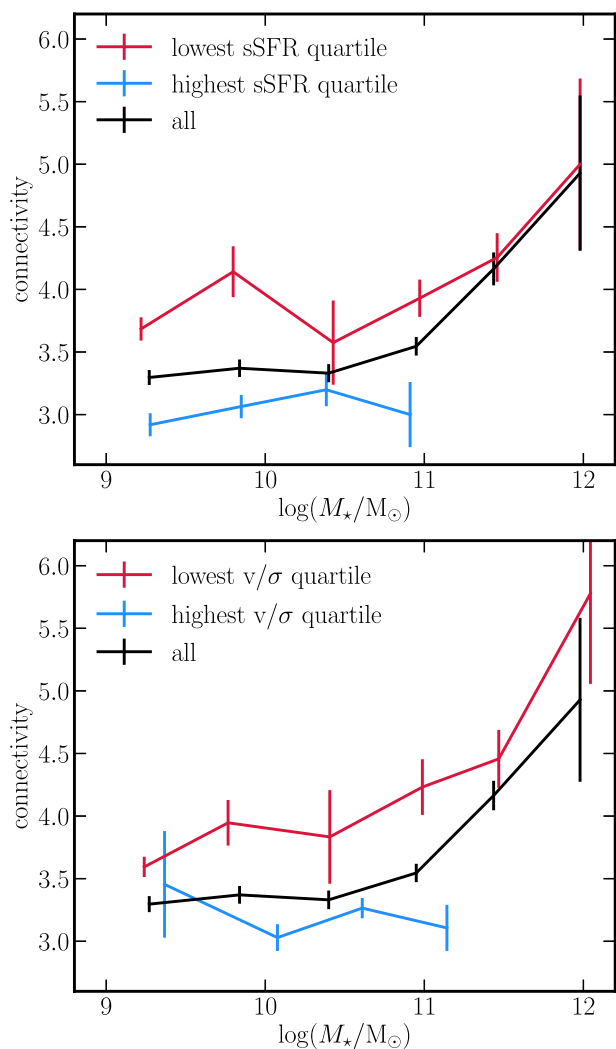 6.0
lowest sSFR quartile
highest sSFR quartile
all
5.5
5.0
4.5
4.0
3.5
3.0
connectivity
9 10 11 12
log(M⋆/M⊙)
6.0
lowest v/σ quartile
highest v/σ quartile
all
5.5
5.0
4.5
4.0
3.5
3.0
connectivity
9 10 11 12
log(M⋆/M⊙)